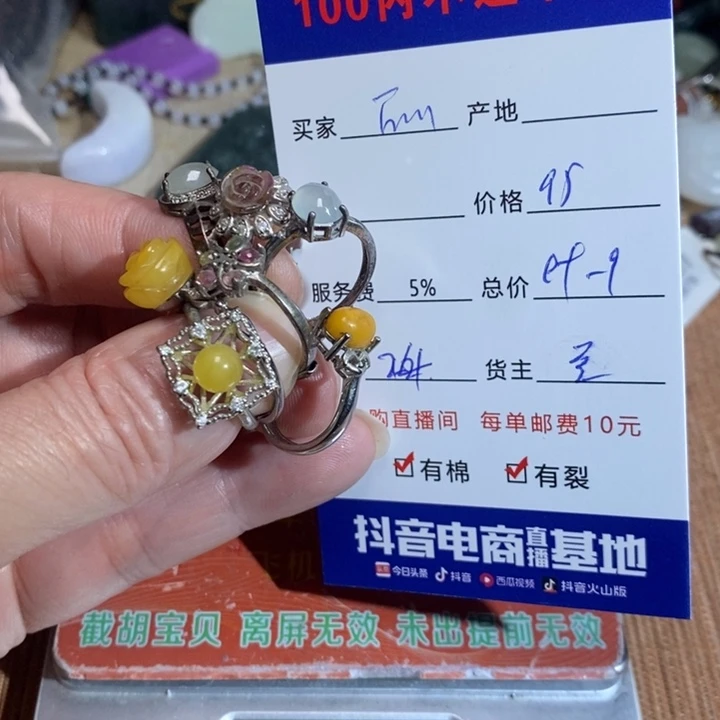 买家 产地
价格 95
服务费 5% 总价
货主
购直播间 每单邮费10元
有棉 有裂
抖音电商直播基地
今日头条 抖音 西瓜视频 抖音火山版
截胡宝贝 离屏无效 未出提前无效